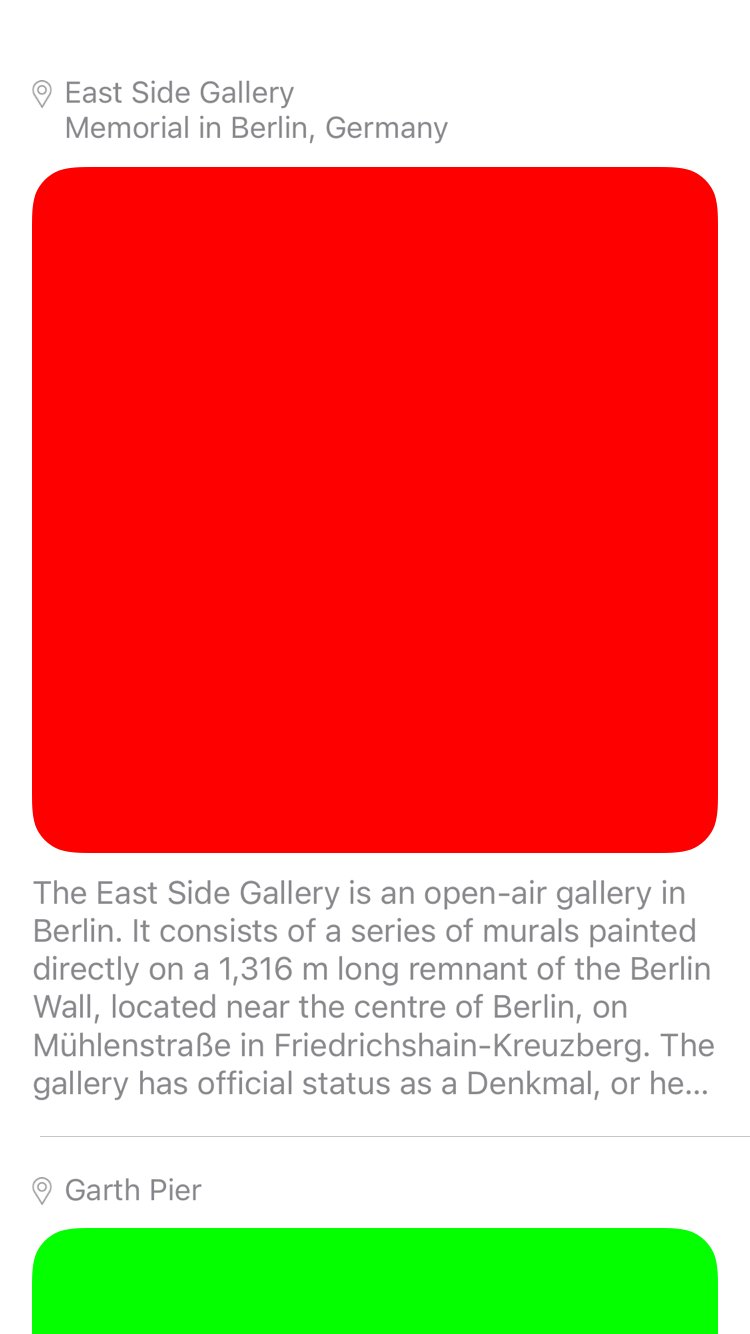 East Side Gallery
Memorial in Berlin, Germany
The East Side Gallery is an open-air gallery in
Berlin. It consists of a series of murals painted
directly on a 1,316 m long remnant of the Berlin
Wall, located near the centre of Berlin, on
Mühlenstraße in Friedrichshain-Kreuzberg. The
gallery has official status as a Denkmal, or he...
Garth Pier